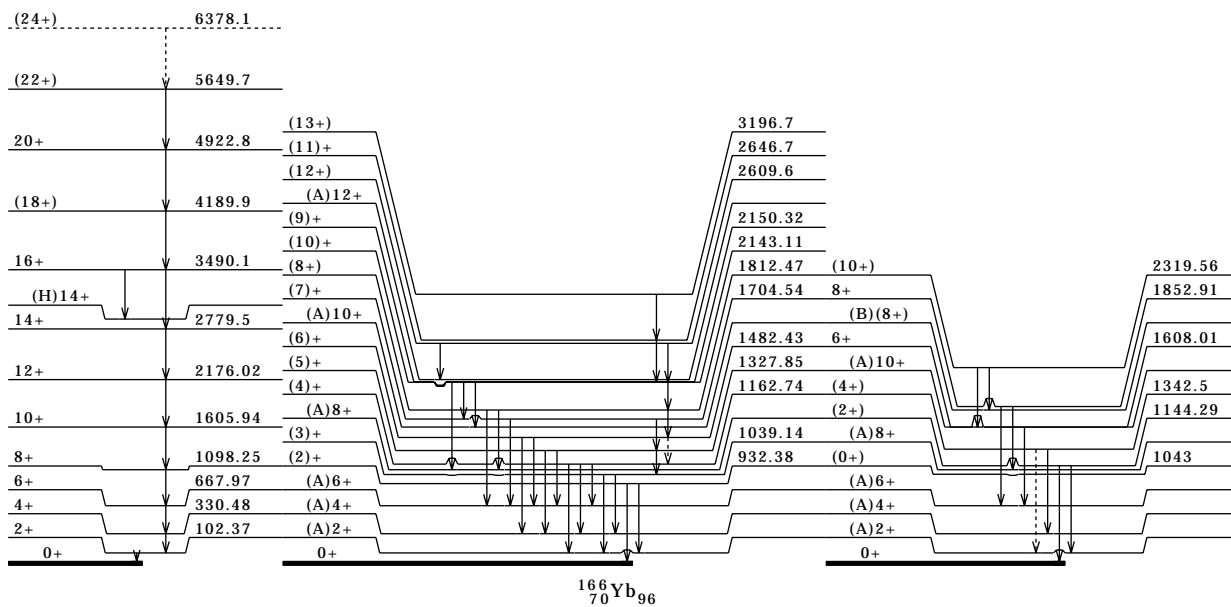 (24+) 6378.1
(22+) 5649.7
20+ 4922.8
(18+) 4189.9
16+ 3490.1
(H)14+
14+ 2779.5
12+ 2176.02
10+ 1605.94
8+ 1098.25
6+ 667.97
4+ 330.48
2+ 102.37
0+
(13+) 3196.7
(11)+ 2646.7
(12+) 2609.6
(A)12+
(9)+ 2150.32
(10)+ 2143.11
(8+) 1812.47
(7)+ 1704.54
(A)10+
(6)+ 1482.43
(5)+ 1327.85
(4)+ 1162.74
(A)8+
(3)+ 1039.14
(2)+ 932.38
(A)6+
(A)4+
(A)2+
0+
(10+) 2319.56
8+ 1852.91
(B)(8+)
6+ 1608.01
(A)10+
(4+) 1342.5
(2+) 1144.29
(A)8+
(0+) 1043
(A)6+
(A)4+
(A)2+
0+
166
70Yb96